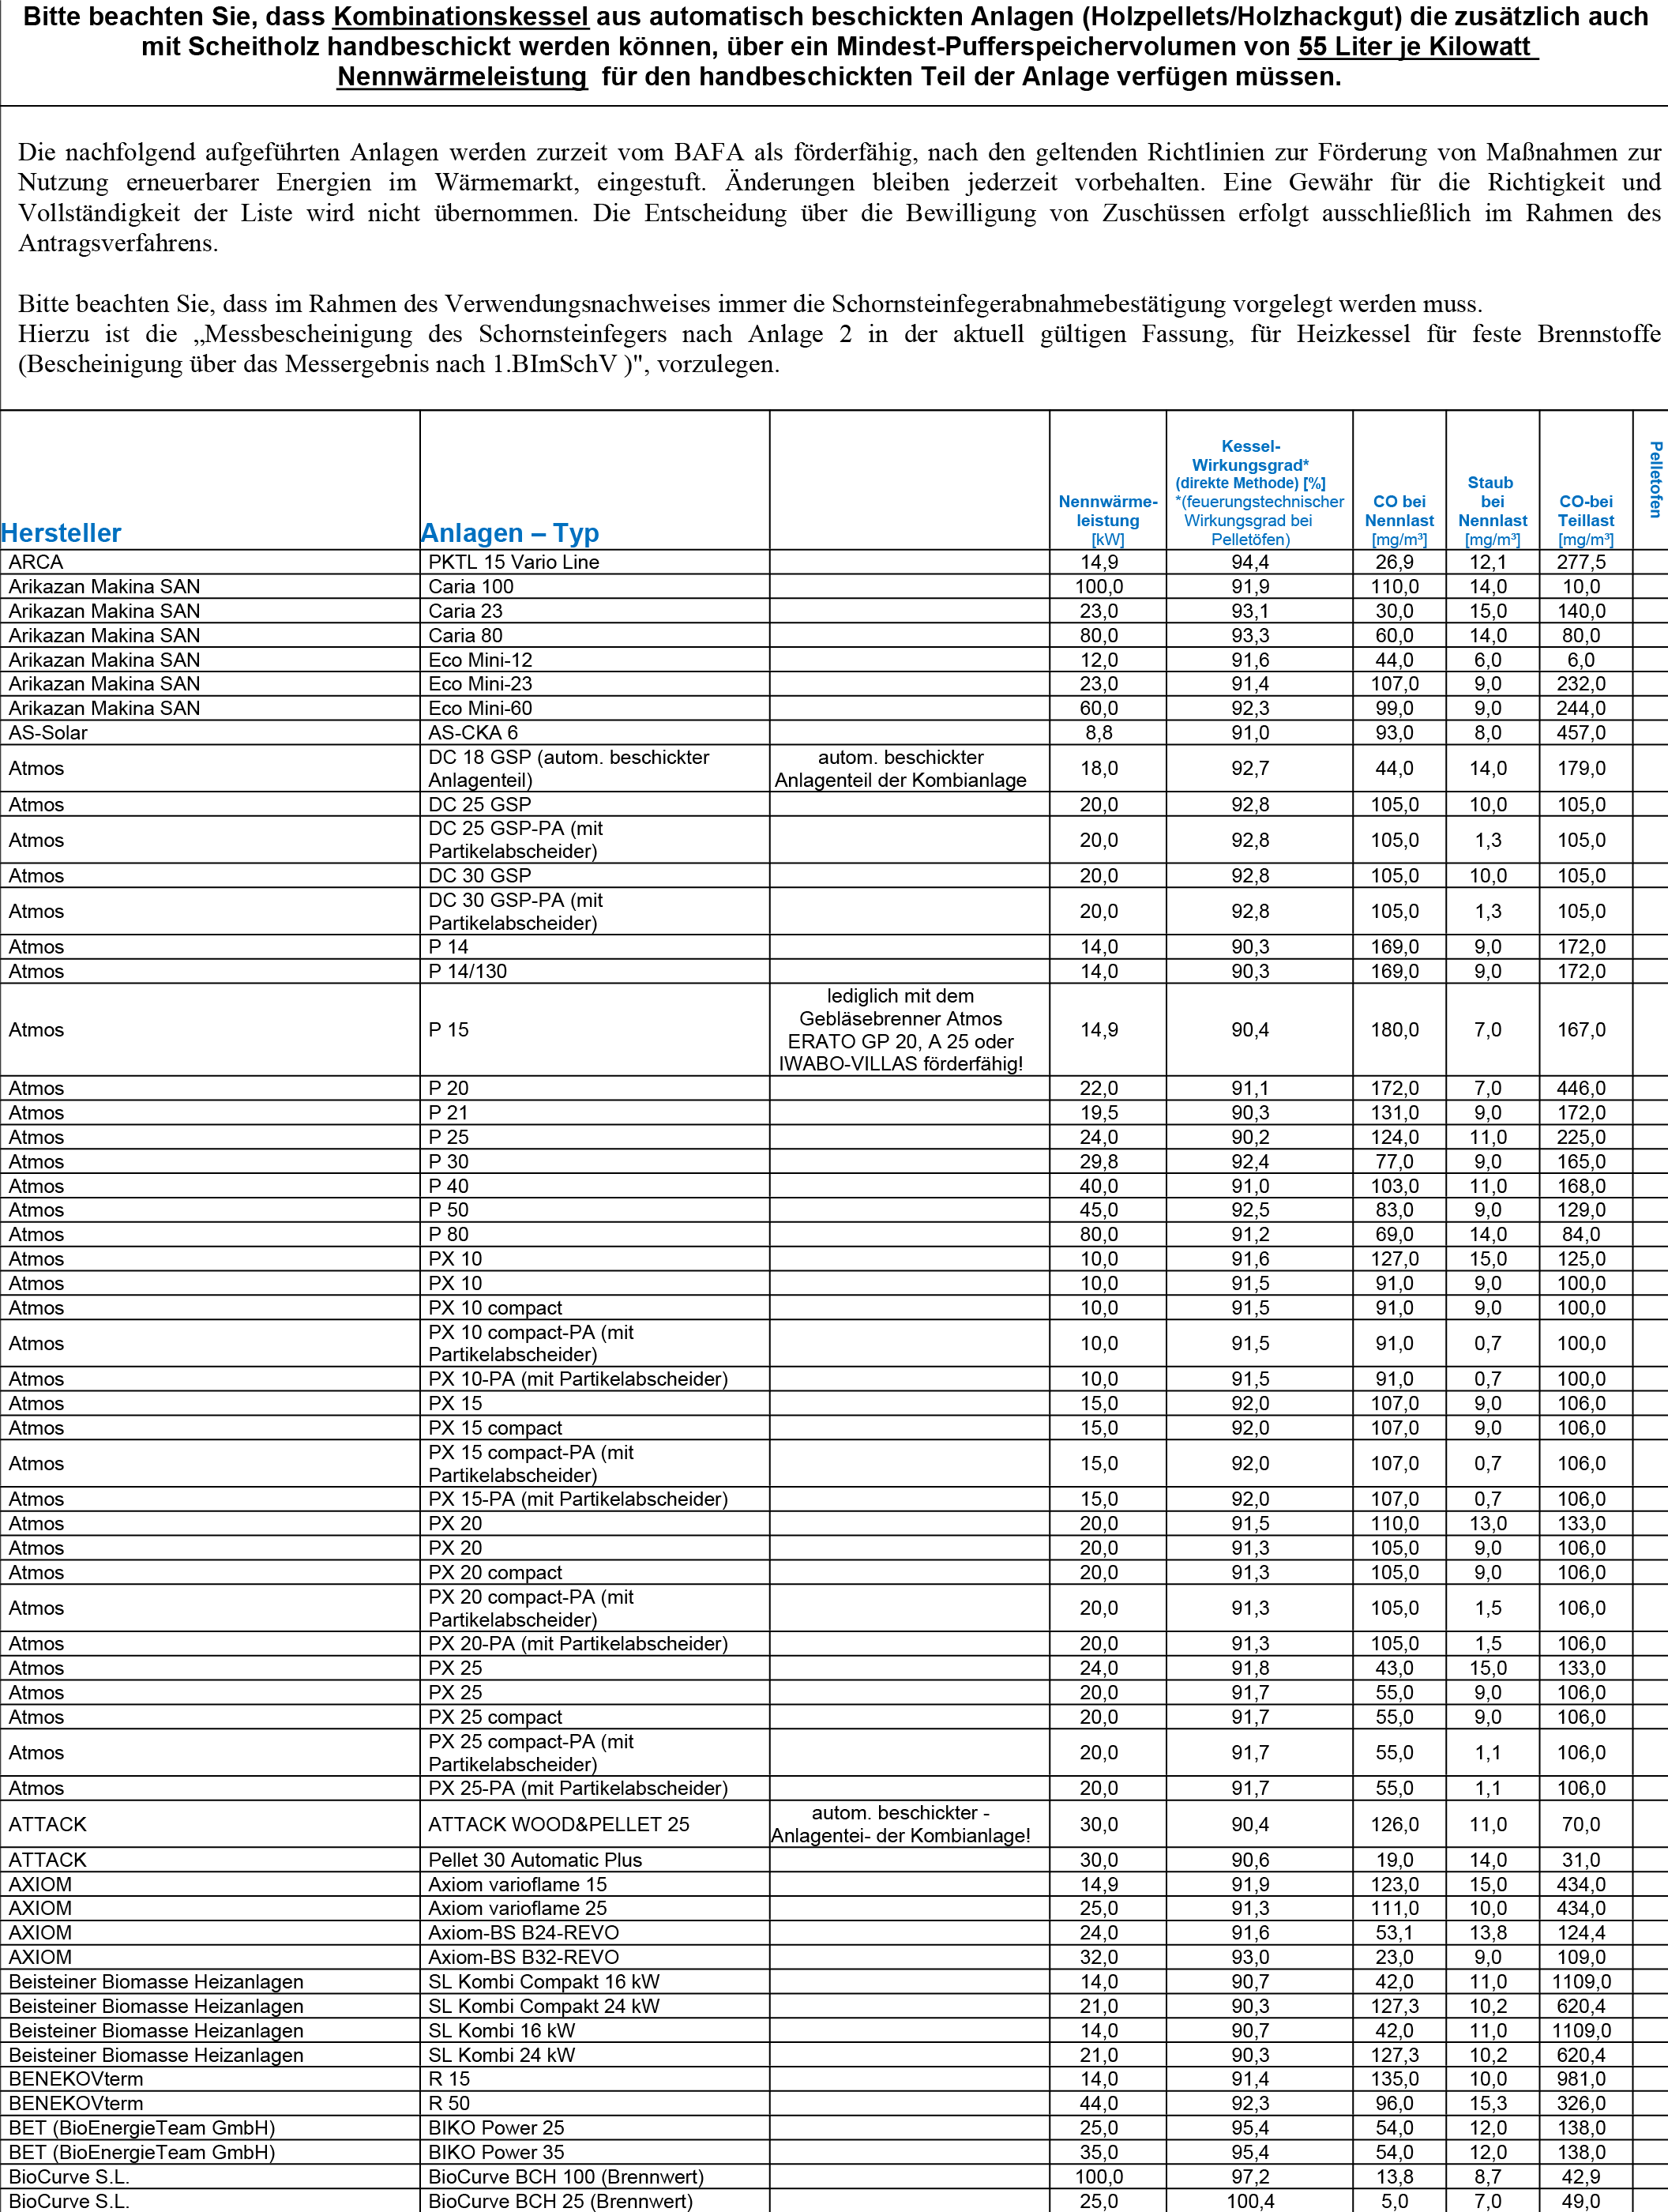 Bitte beachten Sie, dass Kombinationskessel aus automatisch beschickten Anlagen (Holzpellets/Holzhackgut) die zusätzlich auch
mit Scheitholz handbeschickt werden können, über ein Mindest-Pufferspeichervolumen von 55 Liter je Kilowatt
Nennwärmeleistung für den handbeschickten Teil der Anlage verfügen müssen.
Die nachfolgend aufgeführten Anlagen werden zurzeit vom BAFA als förderfähig, nach den geltenden Richtlinien zur Förderung von Maßnahmen zur
Nutzung erneuerbarer Energien im Wärmemarkt, eingestuft. Änderungen bleiben jederzeit vorbehalten. Eine Gewähr für die Richtigkeit und
Vollständigkeit der Liste wird nicht übernommen. Die Entscheidung über die Bewilligung von Zuschüssen erfolgt ausschließlich im Rahmen des
Antragsverfahrens.
Bitte beachten Sie, dass im Rahmen des Verwendungsnachweises immer die Schornsteinfegerabnahmebestätigung vorgelegt werden muss.
Hierzu ist die „Messbescheinigung des Schornsteinfegers nach Anlage 2 in der aktuell gültigen Fassung, für Heizkessel für feste Brennstoffe
(Bescheinigung über das Messergebnis nach 1.BImSchV )", vorzulegen.
Hersteller
Anlagen – Typ
Nennwärme-
leistung
[kW]
Kessel-
Wirkungsgrad*
(direkte Methode) [%]
*(feuerungstechnischer
Wirkungsgrad bei
Pelletöfen)
CO bei
Nennlast
[mg/m³]
Staub
bei
Nennlast
[mg/m³]
CO-bei
Teillast
[mg/m³]
Pelletofen
ARCA PKTL 15 Vario Line 14,9 94,4 26,9 12,1 277,5
Arikazan Makina SAN Caria 100 100,0 91,9 110,0 14,0 10,0
Arikazan Makina SAN Caria 23 23,0 93,1 30,0 15,0 140,0
Arikazan Makina SAN Caria 80 80,0 93,3 60,0 14,0 80,0
Arikazan Makina SAN Eco Mini-12 12,0 91,6 44,0 6,0 6,0
Arikazan Makina SAN Eco Mini-23 23,0 91,4 107,0 9,0 232,0
Arikazan Makina SAN Eco Mini-60 60,0 92,3 99,0 9,0 244,0
AS-Solar AS-CKA 6 8,8 91,0 93,0 8,0 457,0
Atmos DC 18 GSP (autom. beschickter
Anlagenteil) autom. beschickter
Anlagenteil der Kombianlage 18,0 92,7 44,0 14,0 179,0
Atmos DC 25 GSP 20,0 92,8 105,0 10,0 105,0
Atmos DC 25 GSP-PA (mit
Partikelabscheider) 20,0 92,8 105,0 1,3 105,0
Atmos DC 30 GSP 20,0 92,8 105,0 10,0 105,0
Atmos DC 30 GSP-PA (mit
Partikelabscheider) 20,0 92,8 105,0 1,3 105,0
Atmos P 14 14,0 90,3 169,0 9,0 172,0
Atmos P 14/130 14,0 90,3 169,0 9,0 172,0
Atmos P 15 lediglich mit dem
Gebläsebrenner Atmos
ERATO GP 20, A 25 oder
IWABO-VILLAS förderfähig! 14,9 90,4 180,0 7,0 167,0
Atmos P 20 22,0 91,1 172,0 7,0 446,0
Atmos P 21 19,5 90,3 131,0 9,0 172,0
Atmos P 25 24,0 90,2 124,0 11,0 225,0
Atmos P 30 29,8 92,4 77,0 9,0 165,0
Atmos P 40 40,0 91,0 103,0 11,0 168,0
Atmos P 50 45,0 92,5 83,0 9,0 129,0
Atmos P 80 80,0 91,2 69,0 14,0 84,0
Atmos PX 10 10,0 91,6 127,0 15,0 125,0
Atmos PX 10 10,0 91,5 91,0 9,0 100,0
Atmos PX 10 compact 10,0 91,5 91,0 9,0 100,0
Atmos PX 10 compact-PA (mit
Partikelabscheider) 10,0 91,5 91,0 0,7 100,0
Atmos PX 10-PA (mit Partikelabscheider) 10,0 91,5 91,0 0,7 100,0
Atmos PX 15 15,0 92,0 107,0 9,0 106,0
Atmos PX 15 compact 15,0 92,0 107,0 9,0 106,0
Atmos PX 15 compact-PA (mit
Partikelabscheider) 15,0 92,0 107,0 0,7 106,0
Atmos PX 15-PA (mit Partikelabscheider) 15,0 92,0 107,0 0,7 106,0
Atmos PX 20 20,0 91,5 110,0 13,0 133,0
Atmos PX 20 20,0 91,3 105,0 9,0 106,0
Atmos PX 20 compact 20,0 91,3 105,0 9,0 106,0
Atmos PX 20 compact-PA (mit
Partikelabscheider) 20,0 91,3 105,0 1,5 106,0
Atmos PX 20-PA (mit Partikelabscheider) 20,0 91,3 105,0 1,5 106,0
Atmos PX 25 24,0 91,8 43,0 15,0 133,0
Atmos PX 25 20,0 91,7 55,0 9,0 106,0
Atmos PX 25 compact 20,0 91,7 55,0 9,0 106,0
Atmos PX 25 compact-PA (mit
Partikelabscheider) 20,0 91,7 55,0 1,1 106,0
Atmos PX 25-PA (mit Partikelabscheider) 20,0 91,7 55,0 1,1 106,0
ATTACK ATTACK WOOD&PELLET 25 autom. beschickter -
Anlagentei- der Kombianlage! 30,0 90,4 126,0 11,0 70,0
ATTACK Pellet 30 Automatic Plus 30,0 90,6 19,0 14,0 31,0
AXIOM Axiom varioflame 15 14,9 91,9 123,0 15,0 434,0
AXIOM Axiom varioflame 25 25,0 91,3 111,0 10,0 434,0
AXIOM Axiom-BS B24-REVO 24,0 91,6 53,1 13,8 124,4
AXIOM Axiom-BS B32-REVO 32,0 93,0 23,0 9,0 109,0
Beisteiner Biomasse Heizanlagen SL Kombi Compakt 16 kW 14,0 90,7 42,0 11,0 1109,0
Beisteiner Biomasse Heizanlagen SL Kombi Compakt 24 kW 21,0 90,3 127,3 10,2 620,4
Beisteiner Biomasse Heizanlagen SL Kombi 16 kW 14,0 90,7 42,0 11,0 1109,0
Beisteiner Biomasse Heizanlagen SL Kombi 24 kW 21,0 90,3 127,3 10,2 620,4
BENEKOVterm R 15 14,0 91,4 135,0 10,0 981,0
BENEKOVterm R 50 44,0 92,3 96,0 15,3 326,0
BET (BioEnergieTeam GmbH) BIKO Power 25 25,0 95,4 54,0 12,0 138,0
BET (BioEnergieTeam GmbH) BIKO Power 35 35,0 95,4 54,0 12,0 138,0
BioCurve S.L. BioCurve BCH 100 (Brennwert) 100,0 97,2 13,8 8,7 42,9
BioCurve S.L. BioCurve BCH 25 (Brennwert) 25,0 100,4 5,0 7,0 49,0